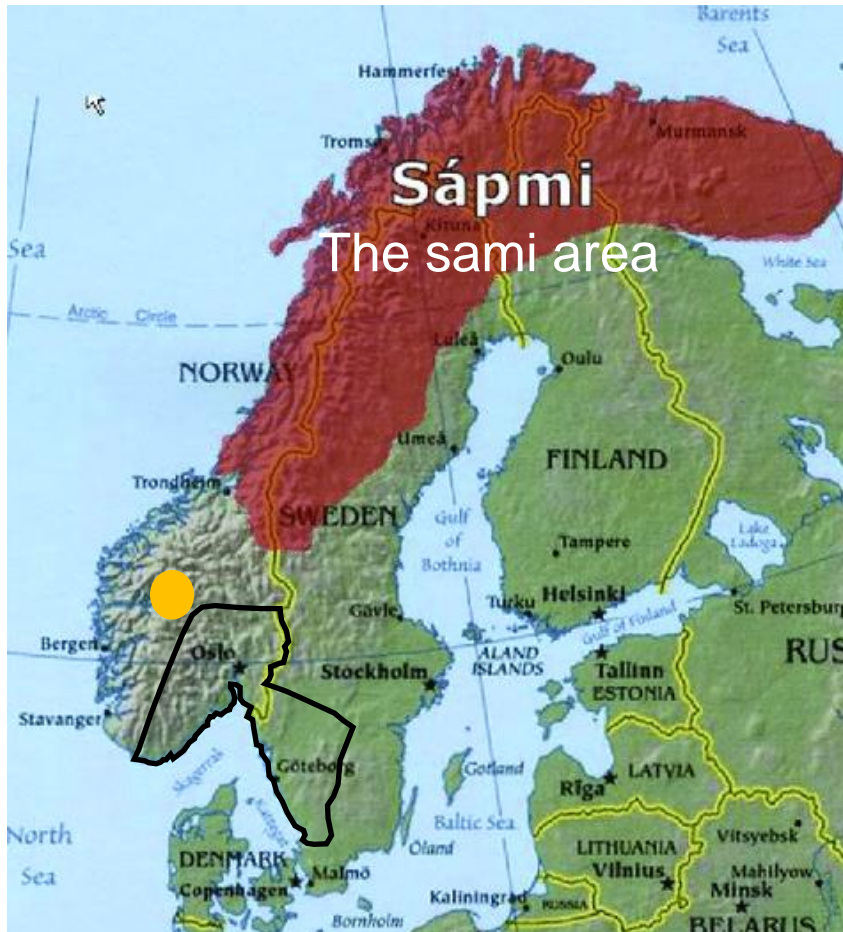 Barents
Sea
Hammerfest
Tromsø
Murmansk
Sápmi
Kiruna
The sami area
Sea
White Sea
Arctic Circle
Luleå
Oulu
NORWAY
Umeå
FINLAND
Trondheim
SWEDEN
Gulf
of
Bothnia
Lake
Ladoga
Tampere
Helsinki
Turku
Gävle
Gulf of Finland
St. Petersburg
Bergen
Oslo
ALAND
ISLANDS
RUS
Stockholm
Tallinn
ESTONIA
Stavanger
Göteborg
Skagerrak
Gotland
Rīga
LATVIA
Kattegat
Baltic Sea
North
Sea
Öland
LITHUANIA
Vitsyebsk
DENMARK
Malmö
Vilnius
Mahilyow
Copenhagen
Kaliningrad
RUSSIA
Minsk
Bornholm
BELARUS